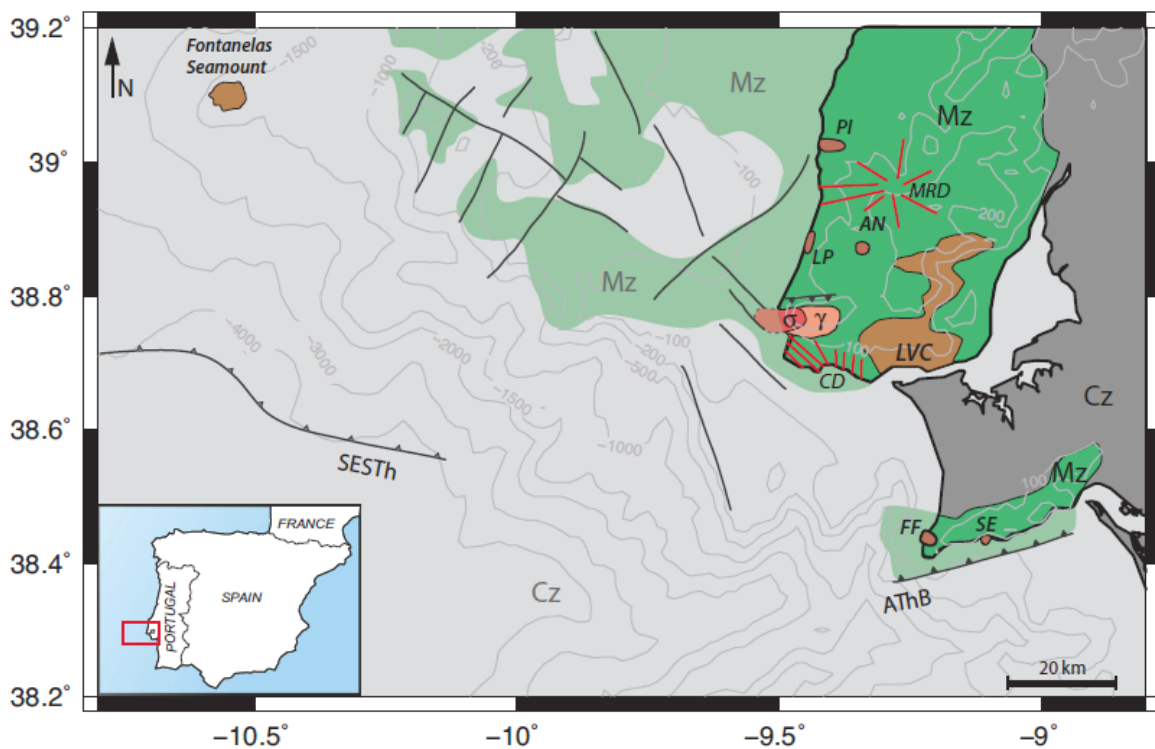 39.2˚
39˚
38.8˚
38.6˚
38.4˚
38.2˚
−10.5˚
−10˚
−9.5˚
−9˚
N
Fontanelas
Seamount
−1500
−1000
−200
Mz
Mz
PI
−100
MRD
200
AN
LP
Mz
σ
γ
100
LVC
CD
−100
−200
−500
−4000
−3000
−2000
−1500
−1000
SESTh
Cz
100
Mz
FF
SE
AThB
Cz
20 km
FRANCE
SPAIN
PORTUGAL